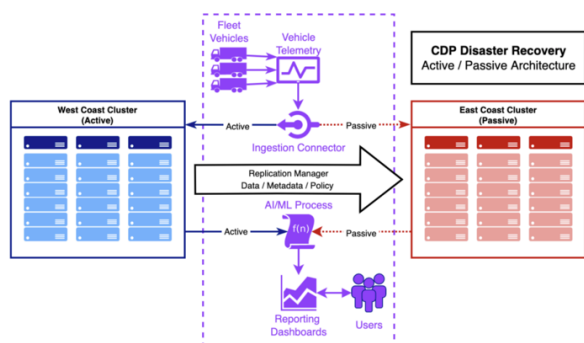 Fleet
Vehicles
Vehicle
Telemetry
CDP Disaster Recovery
Active / Passive Architecture
West Coast Cluster
(Active)
East Coast Cluster
(Passive)
Active
Passive
Ingestion Connector
Replication Manager
Data / Metadata / Policy
AI/ML Process
f(n)
Active
Passive
Reporting
Dashboards
Users